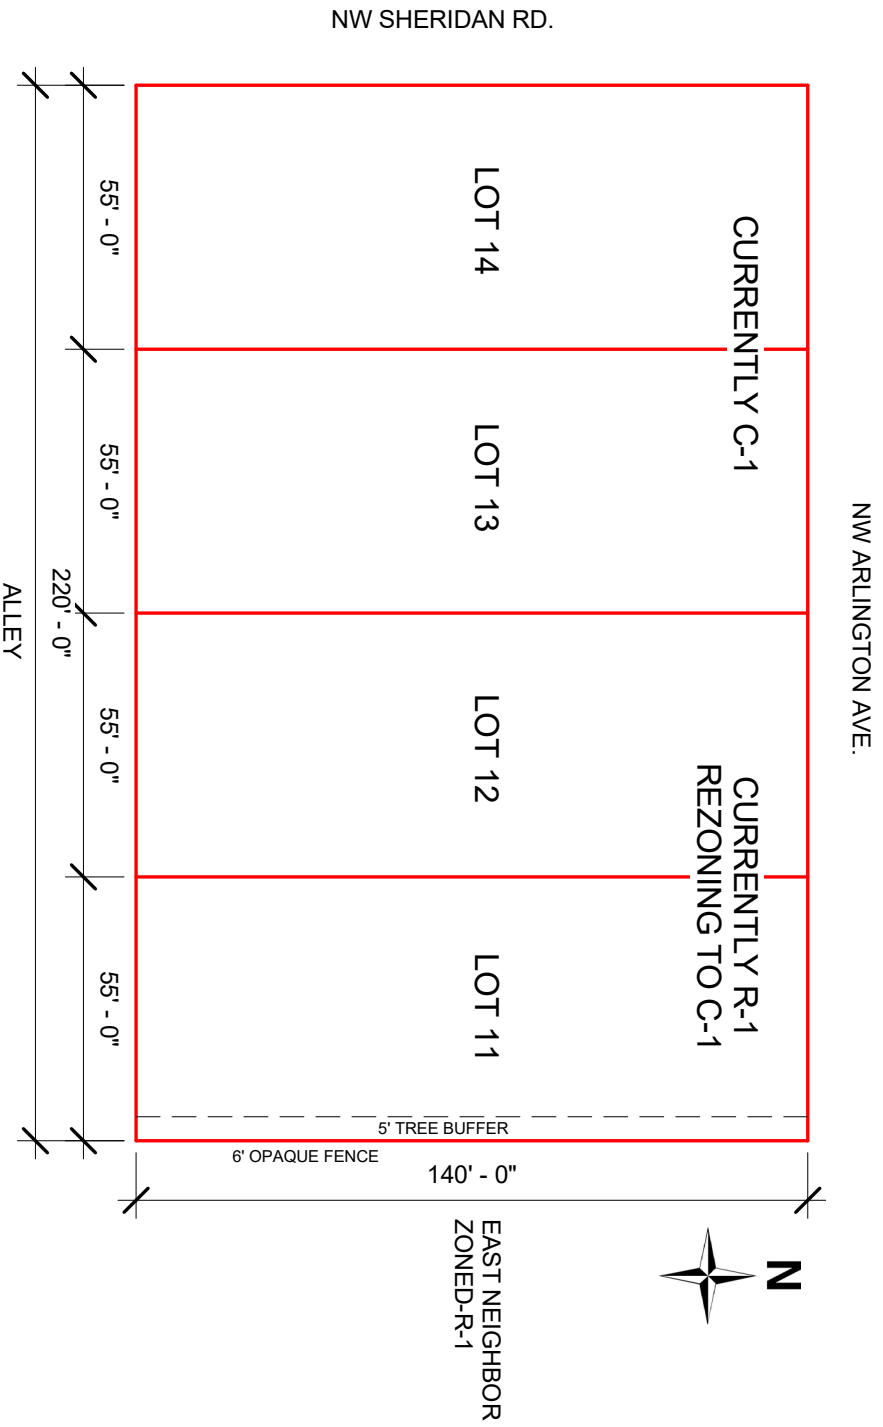 NW SHERIDAN RD.
NW ARLINGTON AVE.
CURRENTLY C-1
CURRENTLY R-1
REZONING TO C-1
LOT 14
LOT 13
LOT 12
LOT 11
55' - 0"
55' - 0"
55' - 0"
55' - 0"
220' - 0"
ALLEY
5' TREE BUFFER
6' OPAQUE FENCE
140' - 0"
EAST NEIGHBOR
ZONED-R-1
N